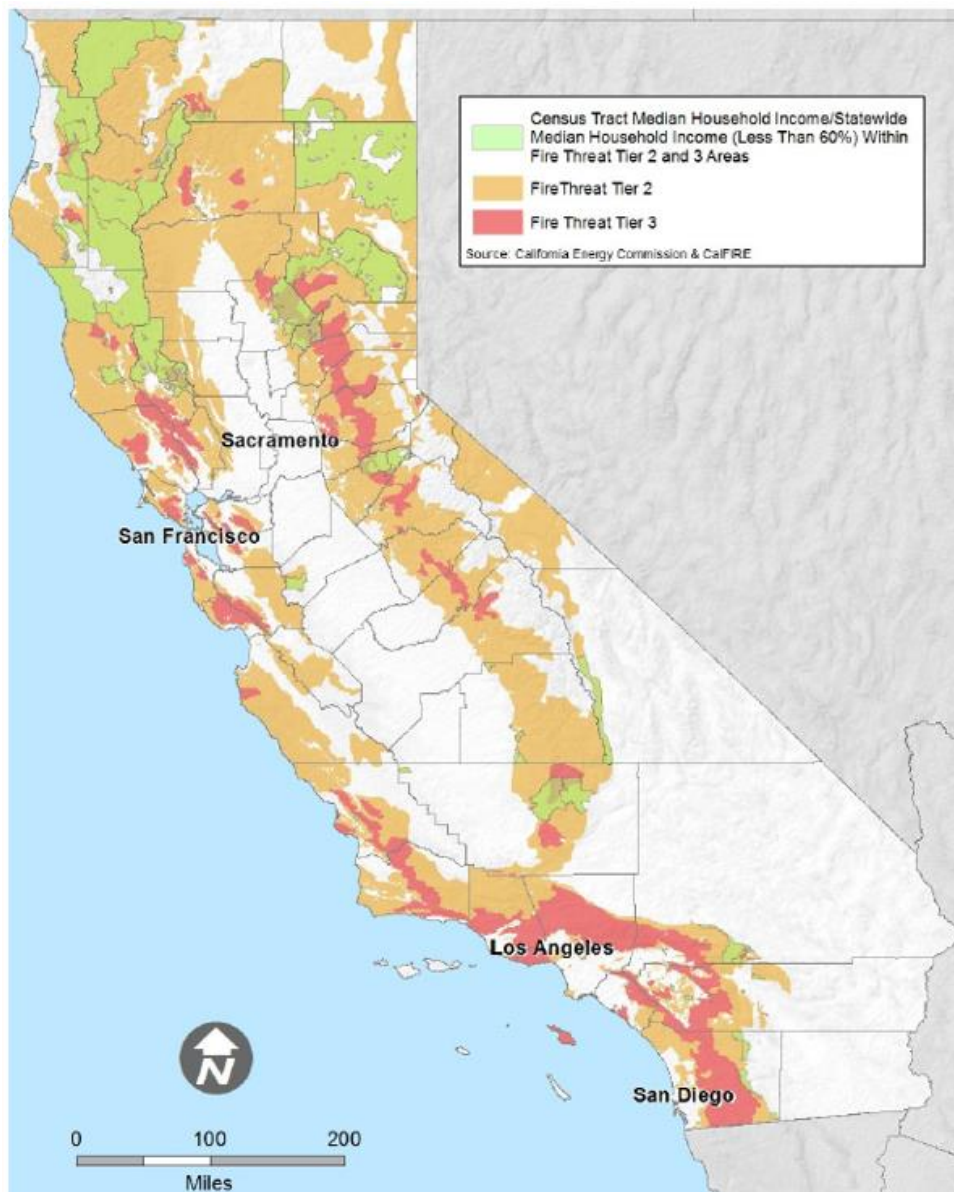 Census Tract Median Household Income/Statewide
Median Household Income (Less Than 60%) Within
Fire Threat Tier 2 and 3 Areas
FireThreat Tier 2
Fire Threat Tier 3
Source: California Energy Commission & CalFIRE
Sacramento
San Francisco
Los Angeles
San Diego
N
0 100 200
Miles